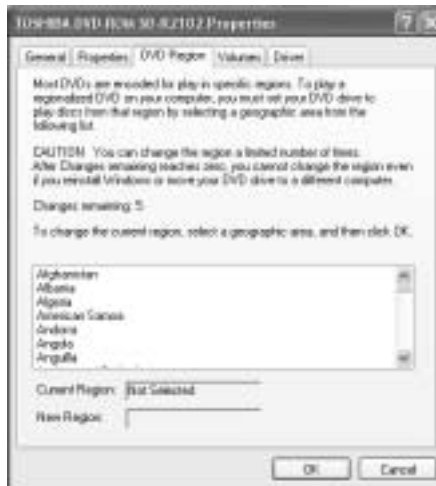 TOSHIBA DVD-ROM SD-R2102 Properties
General Properties DVD Region Volumes Driver
Most DVDs are encoded for play in specific regions. To play a
regionalized DVD on your computer, you must set your DVD drive to
play discs from that region by selecting a geographic area from the
following list.
CAUTION You can change the region a limited number of times.
After Changes remaining reaches zero, you cannot change the region even
if you reinstall Windows or move your DVD drive to a different computer.
Changes remaining: 5
To change the current region, select a geographic area, and then click OK.
Afghanistan
Albania
Algeria
American Samoa
Andorra
Angola
Anguilla
Current Region: Not Selected
New Region:
OK Cancel